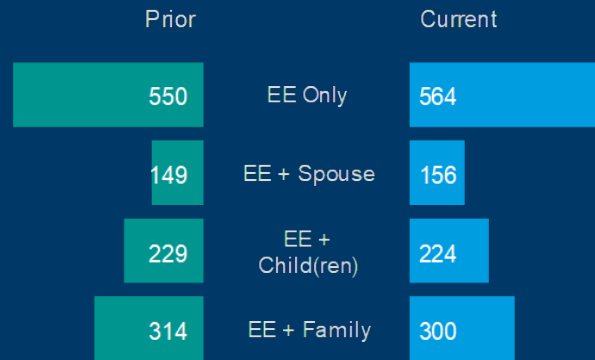 Prior Current
550 EE Only 564
149 EE + Spouse 156
229 EE + Child(ren) 224
314 EE + Family 300